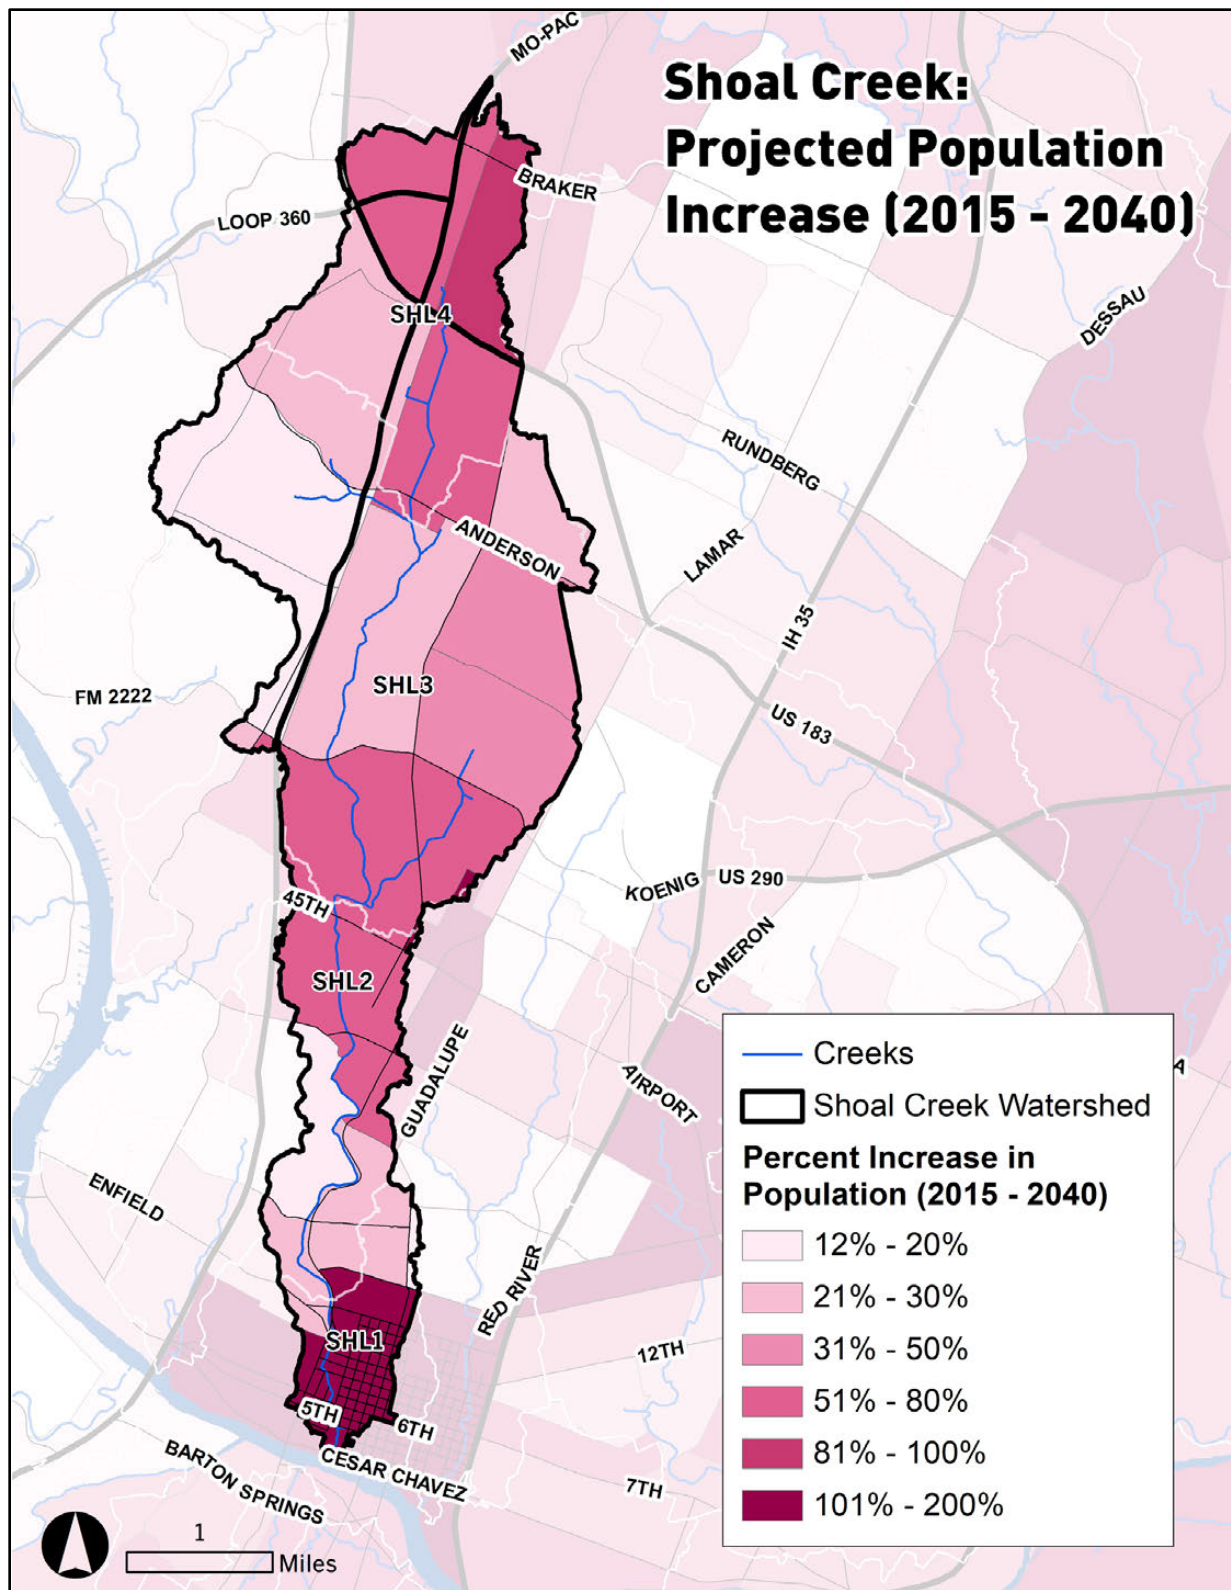 MO-PAC
Shoal Creek:
Projected Population
Increase (2015 - 2040)
BRAKER
LOOP 360
DESSAU
SHL4
RUNDBERG
ANDERSON
LAMAR
IH 35
SHL3
FM 2222
US 183
KOENIG
US 290
45TH
CAMERON
SHL2
GUADALUPE
AIRPORT
A
ENFIELD
RED RIVER
SHL1
12TH
5TH
6TH
CESAR CHAVEZ
BARTON SPRINGS
7TH
Creeks
Shoal Creek Watershed
Percent Increase in
Population (2015 - 2040)
12% - 20%
21% - 30%
31% - 50%
51% - 80%
81% - 100%
101% - 200%
1
Miles